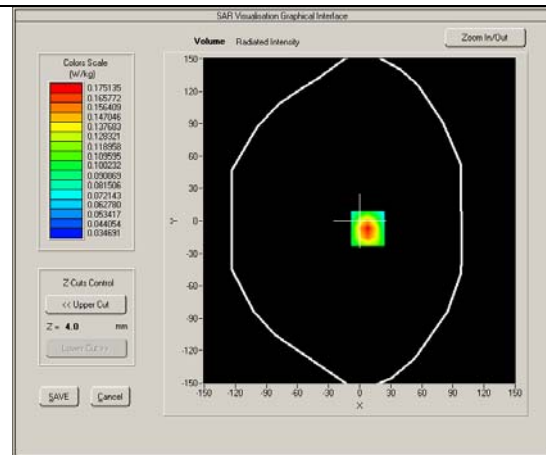 SAR Visualisation Graphical Interface
Volume Radiated Intensity
Zoom In/Out
Colors Scale
(W/kg)
0.175135
0.165772
0.156409
0.147046
0.137683
0.128321
0.118958
0.109595
0.100232
0.090869
0.081506
0.072143
0.062780
0.053417
0.044054
0.034691
Z Cuts Control
<< Upper Cut
Z = 4.0 mm
Lower Cut >>
SAVE Cancel
150
120
90
60
30
0
-30
-60
-90
-120
-150
Y
-150 -120 -90 -60 -30 0 30 60 90 120 150
X